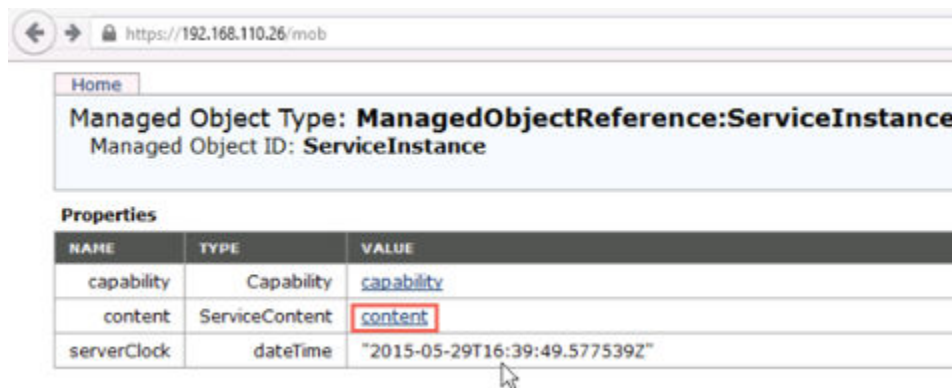 https://192.168.110.26/mob
Home
Managed Object Type: ManagedObjectReference:ServiceInstance
Managed Object ID: ServiceInstance
Properties
NAME TYPE VALUE
capability Capability capability
content ServiceContent content
serverClock dateTime "2015-05-29T16:39:49.577539Z"